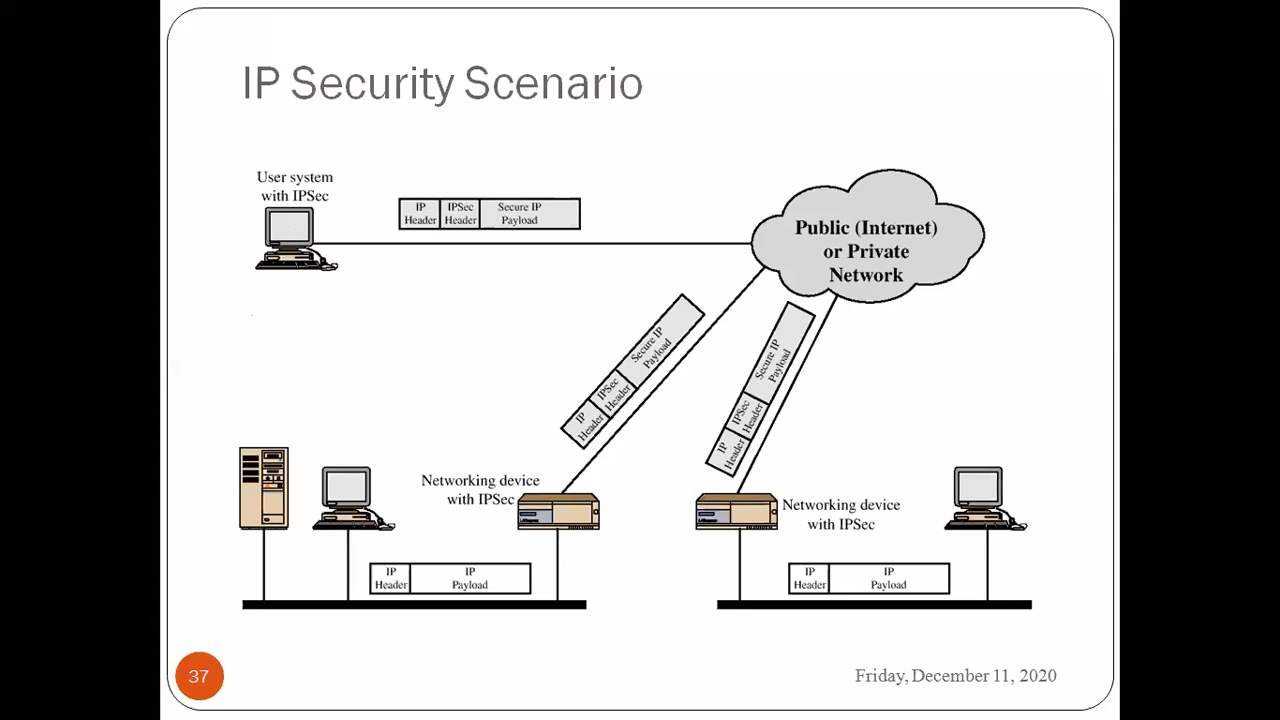 IP Security Scenario
User system
with IPSec
IP
Header
IPSec
Header
Secure IP
Payload
Public (Internet)
or Private
Network
IP
Header
IPSec
Header
Secure IP
Payload
IP
Header
IPSec
Header
Secure IP
Payload
Networking device
with IPSec
Networking device
with IPSec
IP
Header
IP
Payload
IP
Header
IP
Payload
37
Friday, December 11, 2020